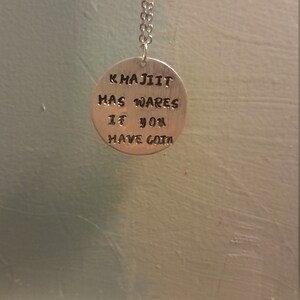 KHAJIIT
HAS WARES
IF YOU
HAVE COIN